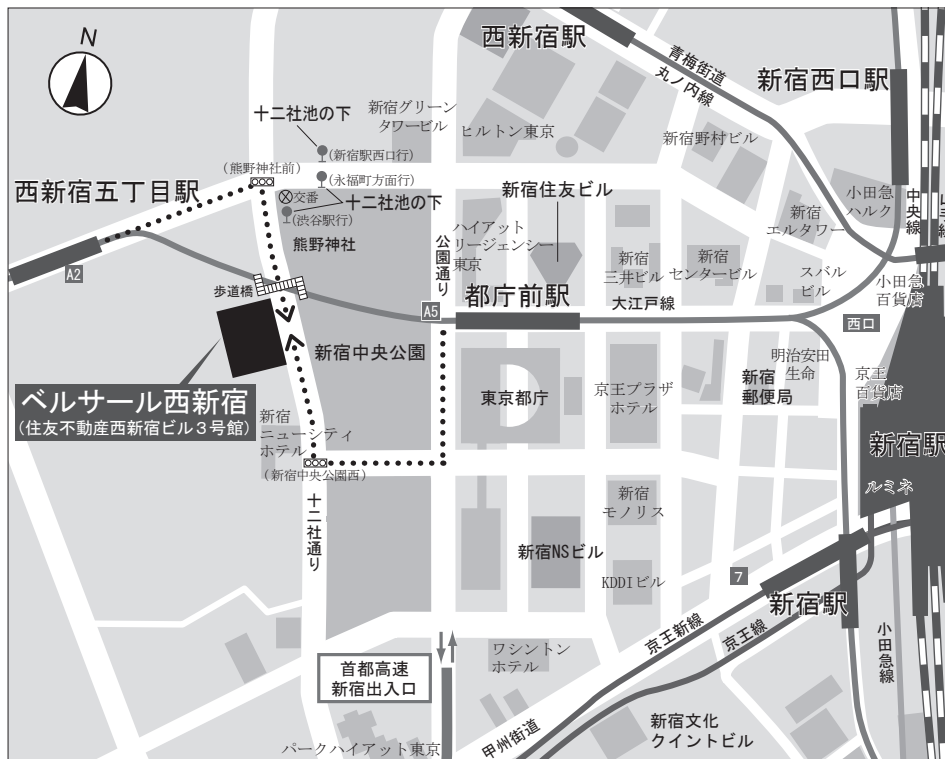 N
西新宿駅
青梅街道
丸ノ内線
新宿西口駅
十二社池の下
新宿グリーン
タワービル
ヒルトン東京
新宿野村ビル
(新宿駅西口行)
(熊野神社前)
(永福町方面行)
西新宿五丁目駅
交番
十二社池の下
(渋谷駅行)
熊野神社
新宿住友ビル
小田急
ハルク
中央線
山手線
新宿
エルタワー
ハイアット
リージェンシー
東京
公園通り
新宿
三井ビル
新宿
センタービル
スバル
ビル
小田急
百貨店
A2
歩道橋
A5
都庁前駅
大江戸線
西口
新宿中央公園
明治安田
生命
東京都庁
京王プラザ
ホテル
新宿
郵便局
京王
百貨店
ベルサール西新宿
(住友不動産西新宿ビル3号館)
新宿
ニューシティ
ホテル
新宿駅
(新宿中央公園西)
ルミネ
十二社通り
新宿
モノリス
新宿NSビル
KDDIビル
7
新宿駅
京王新線
京王線
小田急線
ワシントン
ホテル
首都高速
新宿出入口
甲州街道
新宿文化
クイントビル
パークハイアット東京